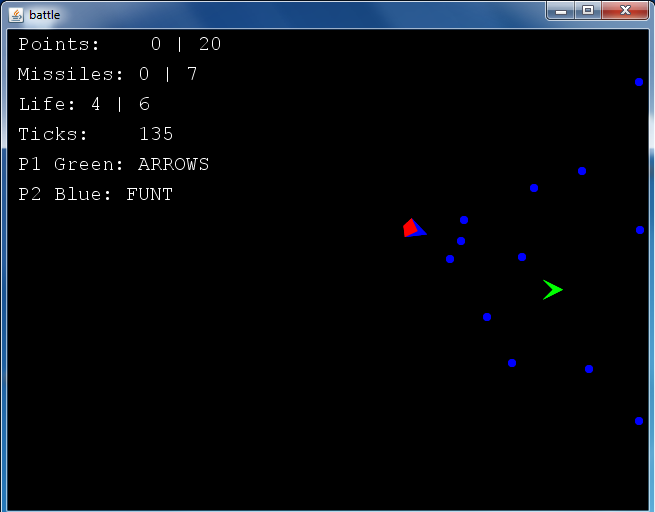 battle
Points:    0 | 20
Missiles: 0 | 7
Life: 4 | 6
Ticks:    135
P1 Green: ARROWS
P2 Blue: FUNT